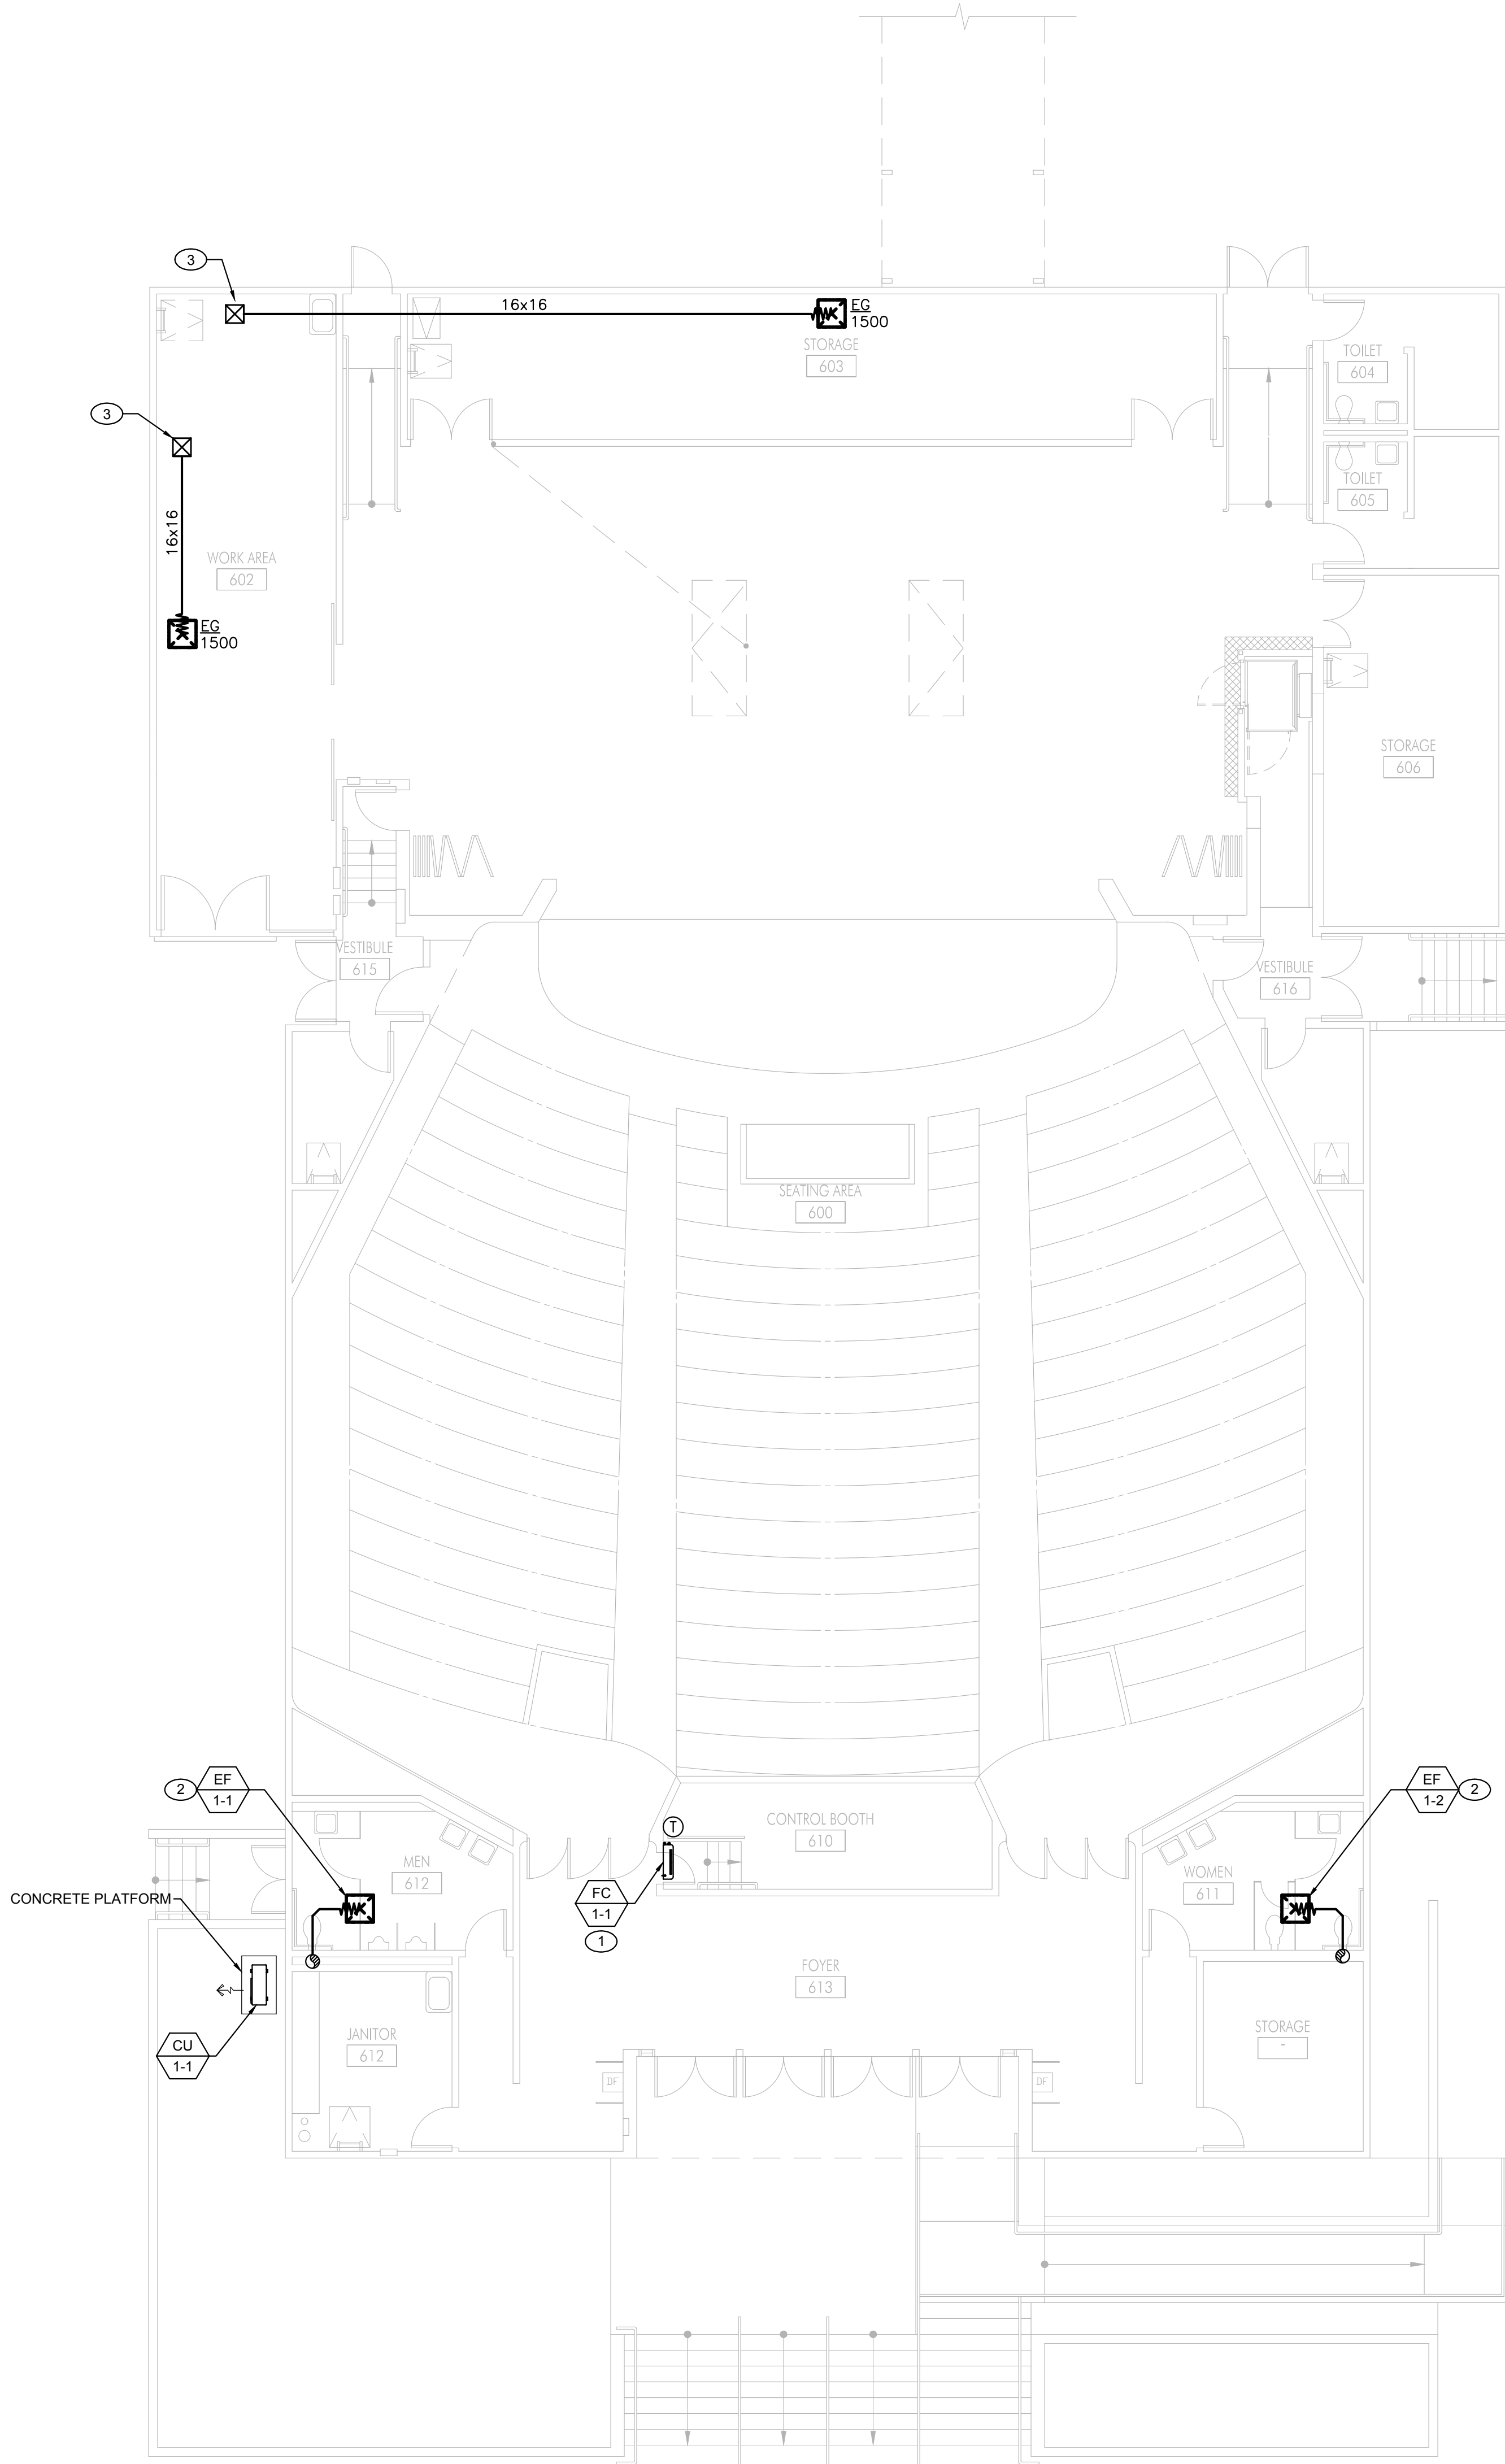 3
16x16
EG
1500
STORAGE
603
TOILET
604
3
TOILET
605
16x16
WORK AREA
602
EG
1500
STORAGE
606
VESTIBULE
615
VESTIBULE
616
SEATING AREA
600
EF
1-1
2
EF
1-2
2
CONTROL BOOTH
610
T
MEN
612
WOMEN
611
CONCRETE PLATFORM
FC
1-1
1
FOYER
613
JANITOR
612
STORAGE
-
CU
1-1
DF
DF